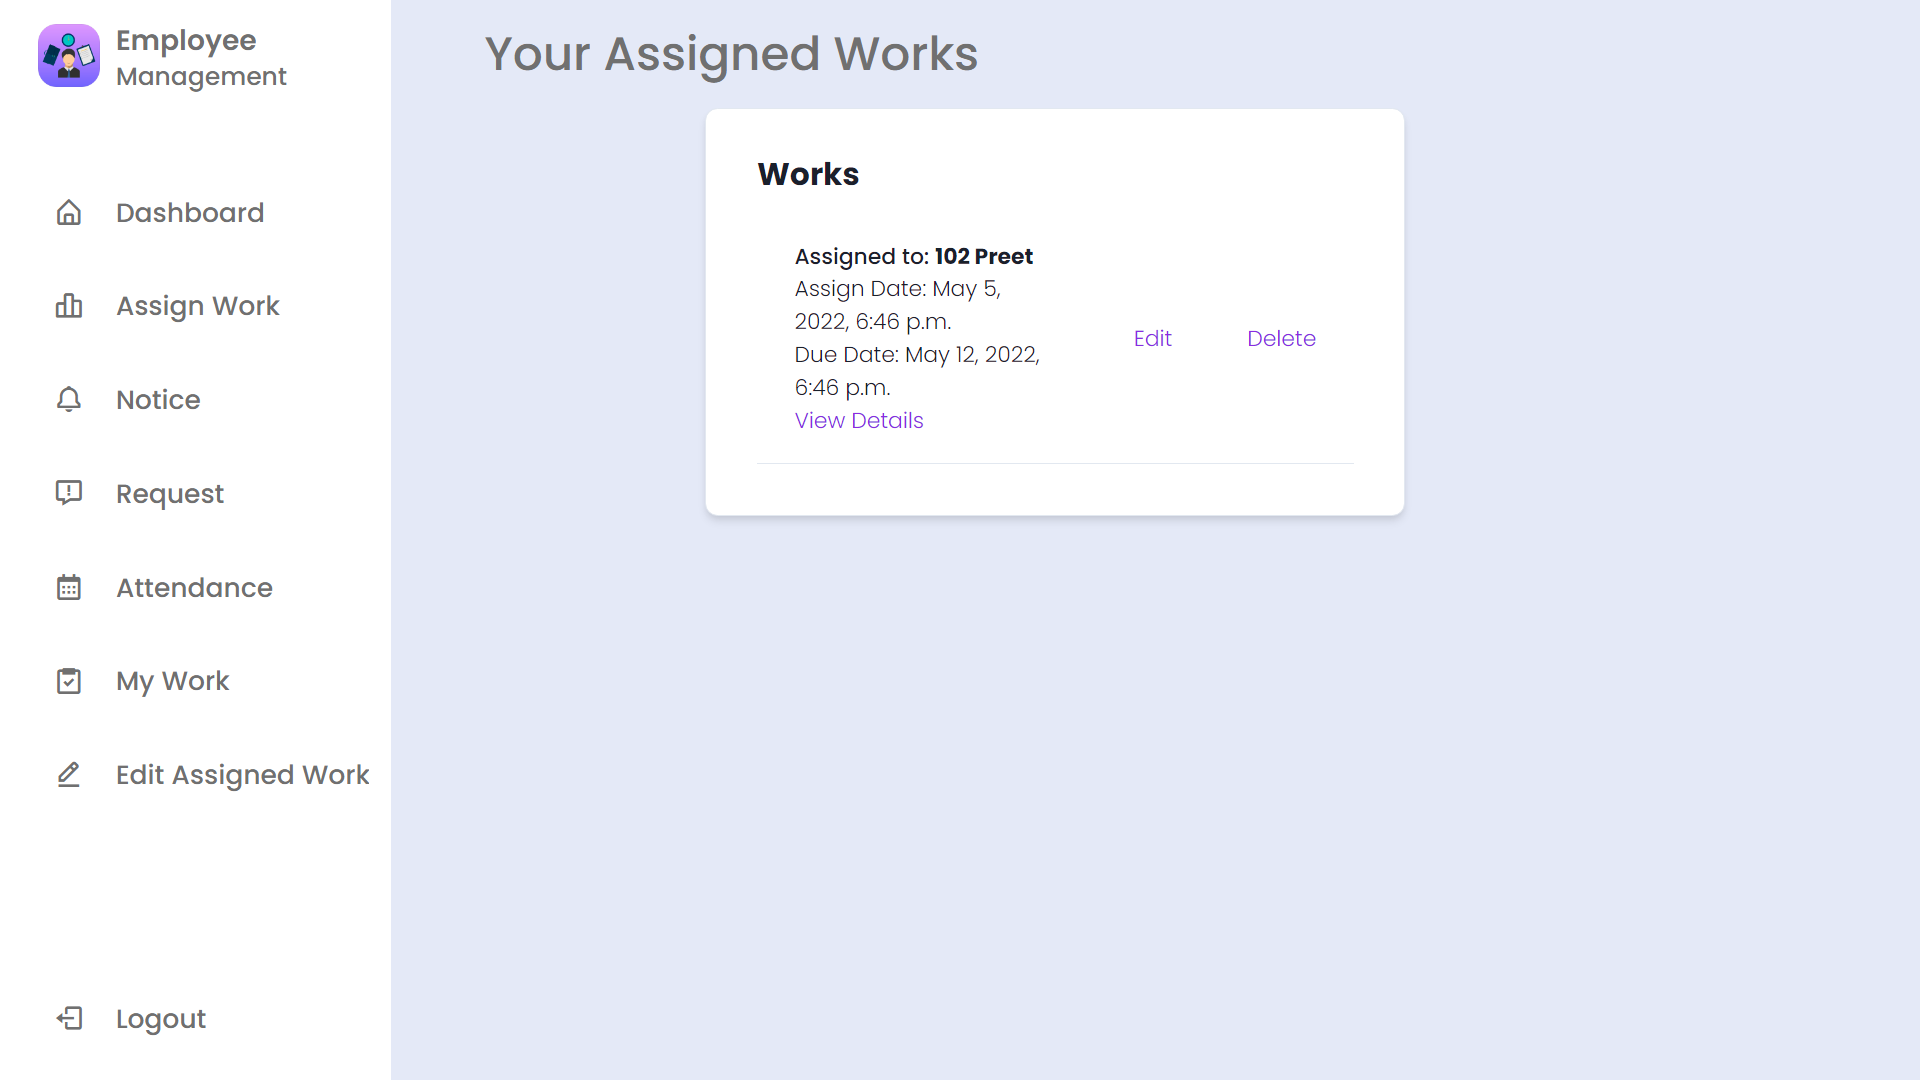 Employee
Management
Dashboard
Assign Work
Notice
Request
Attendance
My Work
Edit Assigned Work
Logout
Your Assigned Works
Works
Assigned to: 102 Preet
Assign Date: May 5,
2022, 6:46 p.m.
Due Date: May 12, 2022,
6:46 p.m.
View Details
Edit
Delete